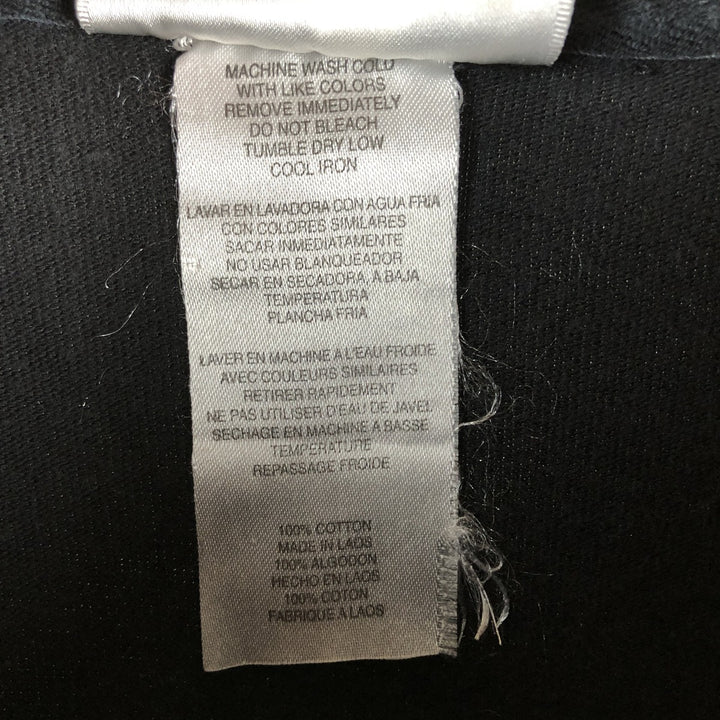 MACHINE WASH COLD
WITH LIKE COLORS
REMOVE IMMEDIATELY
DO NOT BLEACH
TUMBLE DRY LOW
COOL IRON
LAVAR EN LAVADORA CON AGUA FRIA
CON COLORES SIMILARES
SACAR INMEDIATAMENTE
NO USAR BLANQUEADOR
SECAR EN SECADORA, A BAJA
TEMPERATURA
PLANCHA FRIA
LAVER EN MACHINE A L'EAU FROIDE
AVEC COULEURS SIMILAIRES
RETIRER RAPIDEMENT
NE PAS UTILISER D'EAU DE JAVEL
SECHAGE EN MACHINE A BASSE
TEMPERATURE
REPASSAGE FROIDE
100% COTTON
MADE IN LAOS
100% ALGODON
HECHO EN LAOS
100% COTON
FABRIQUE A LAOS